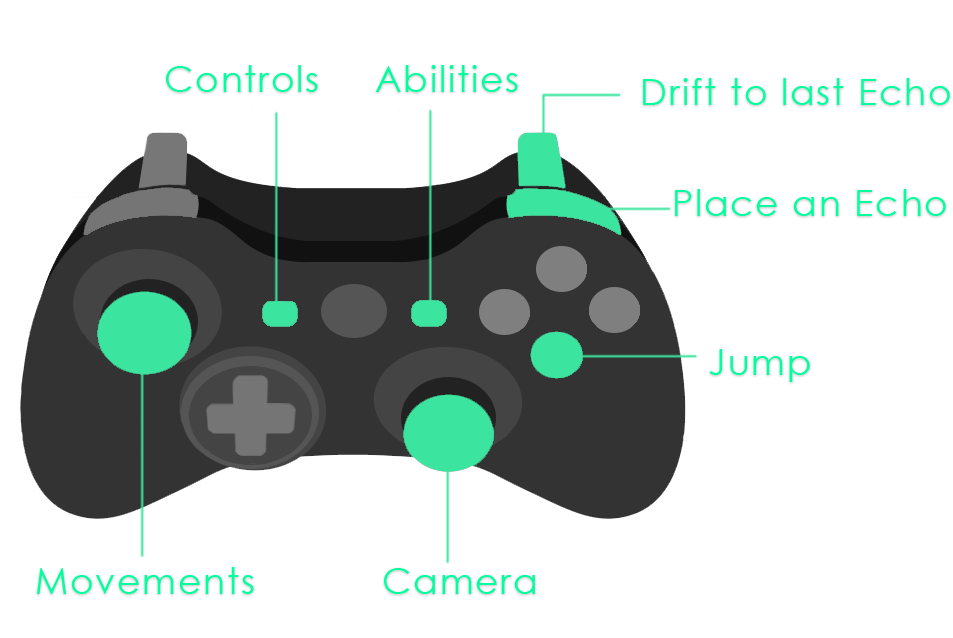 Controls
Abilities
Drift to last Echo
Place an Echo
Jump
Movements
Camera